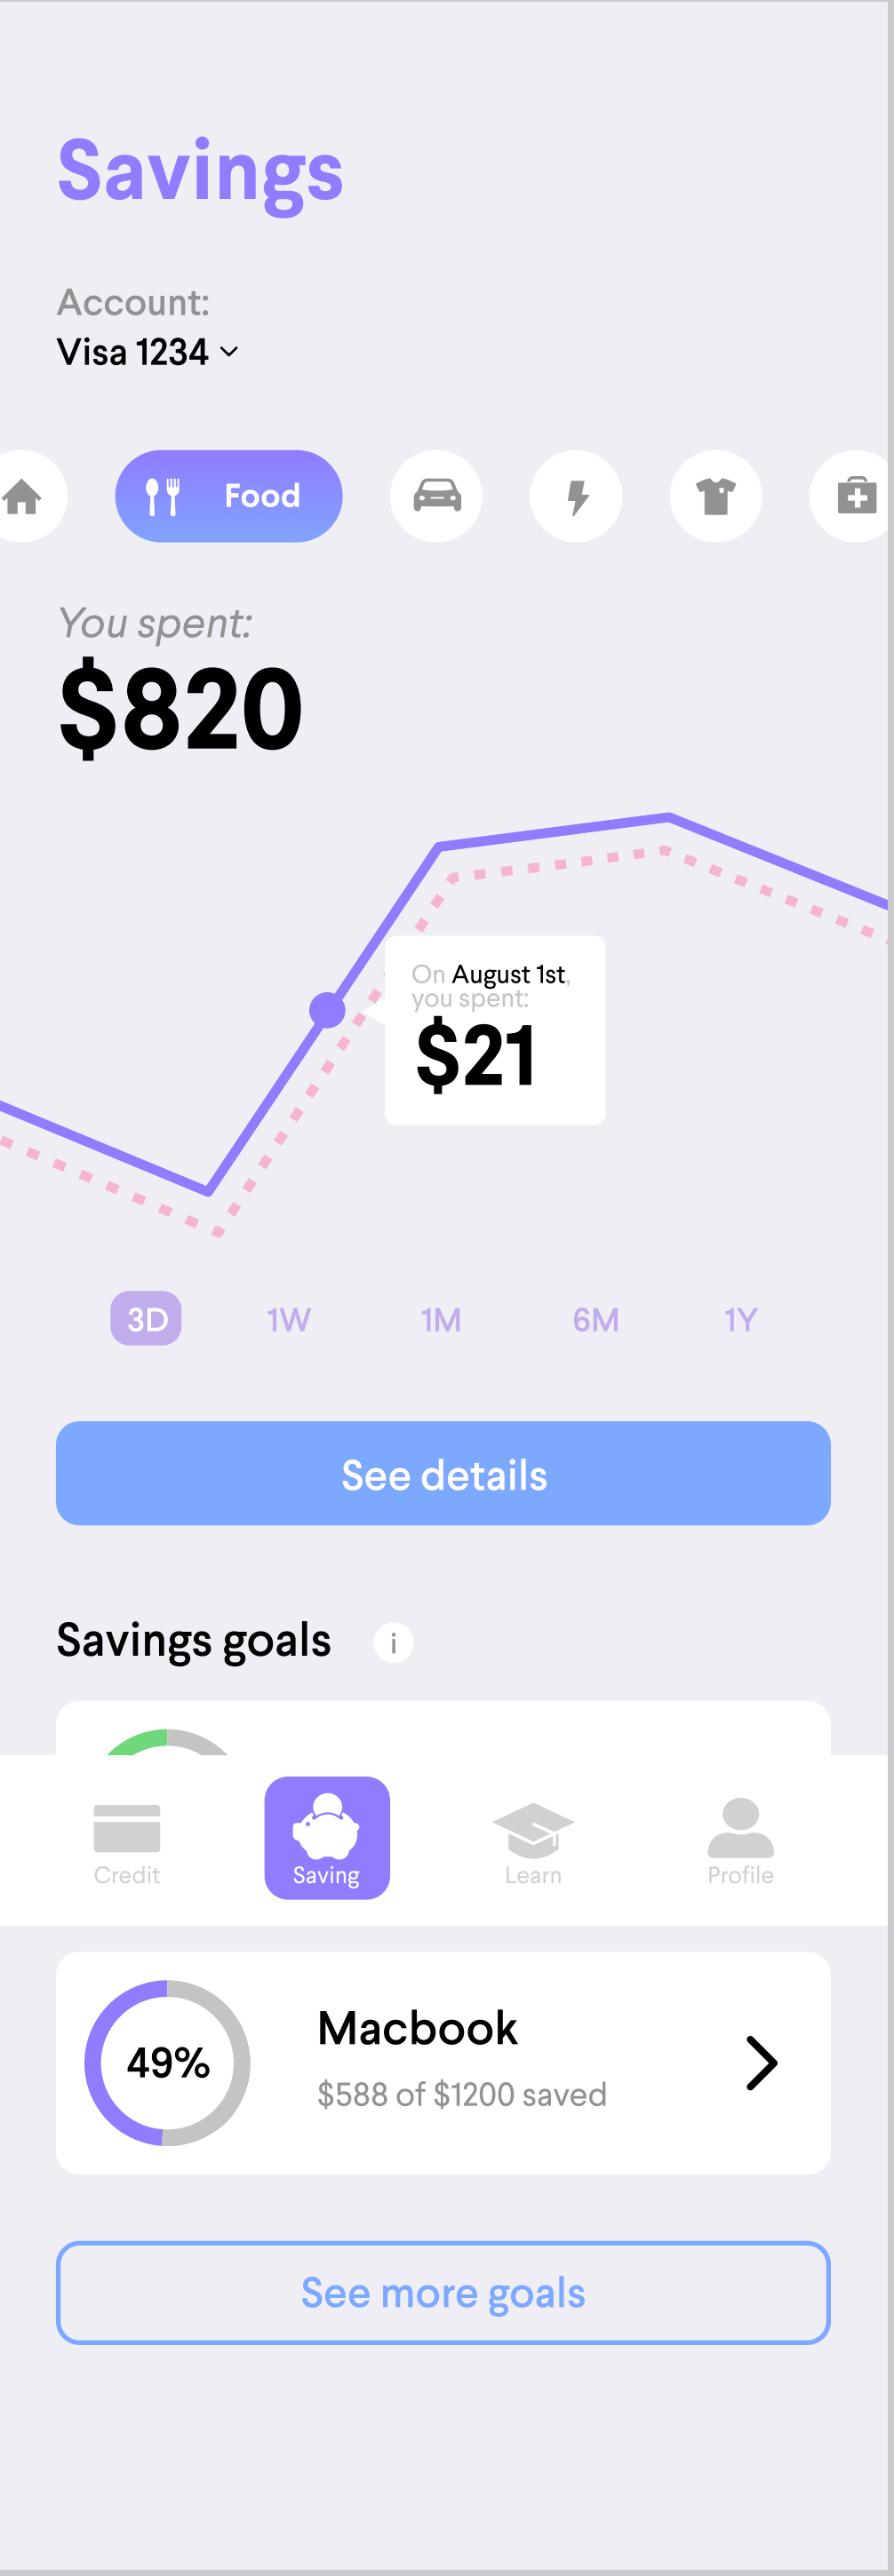 Savings
Account:
Visa 1234
Food
You spent:
$820
On August 1st,
you spent:
$21
3D 1W 1M 6M 1Y
See details
Savings goals i
Credit Saving Learn Profile
49%
Macbook
$588 of $1200 saved
See more goals